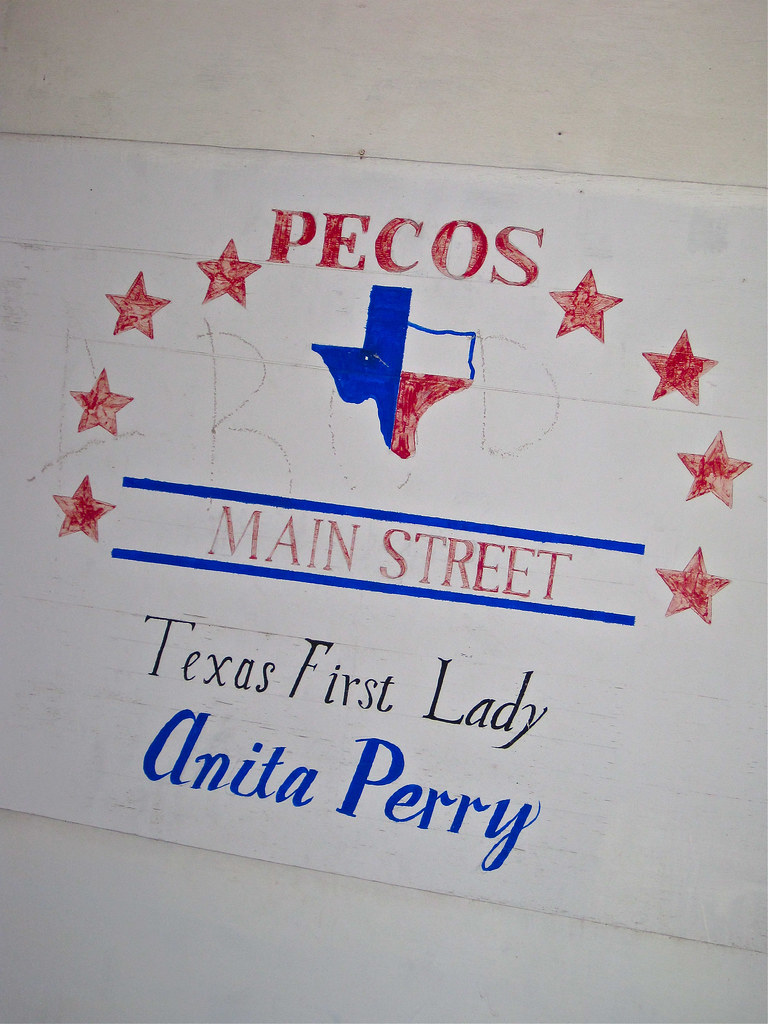 PECOS
MAIN STREET
Texas First Lady
Anita Perry